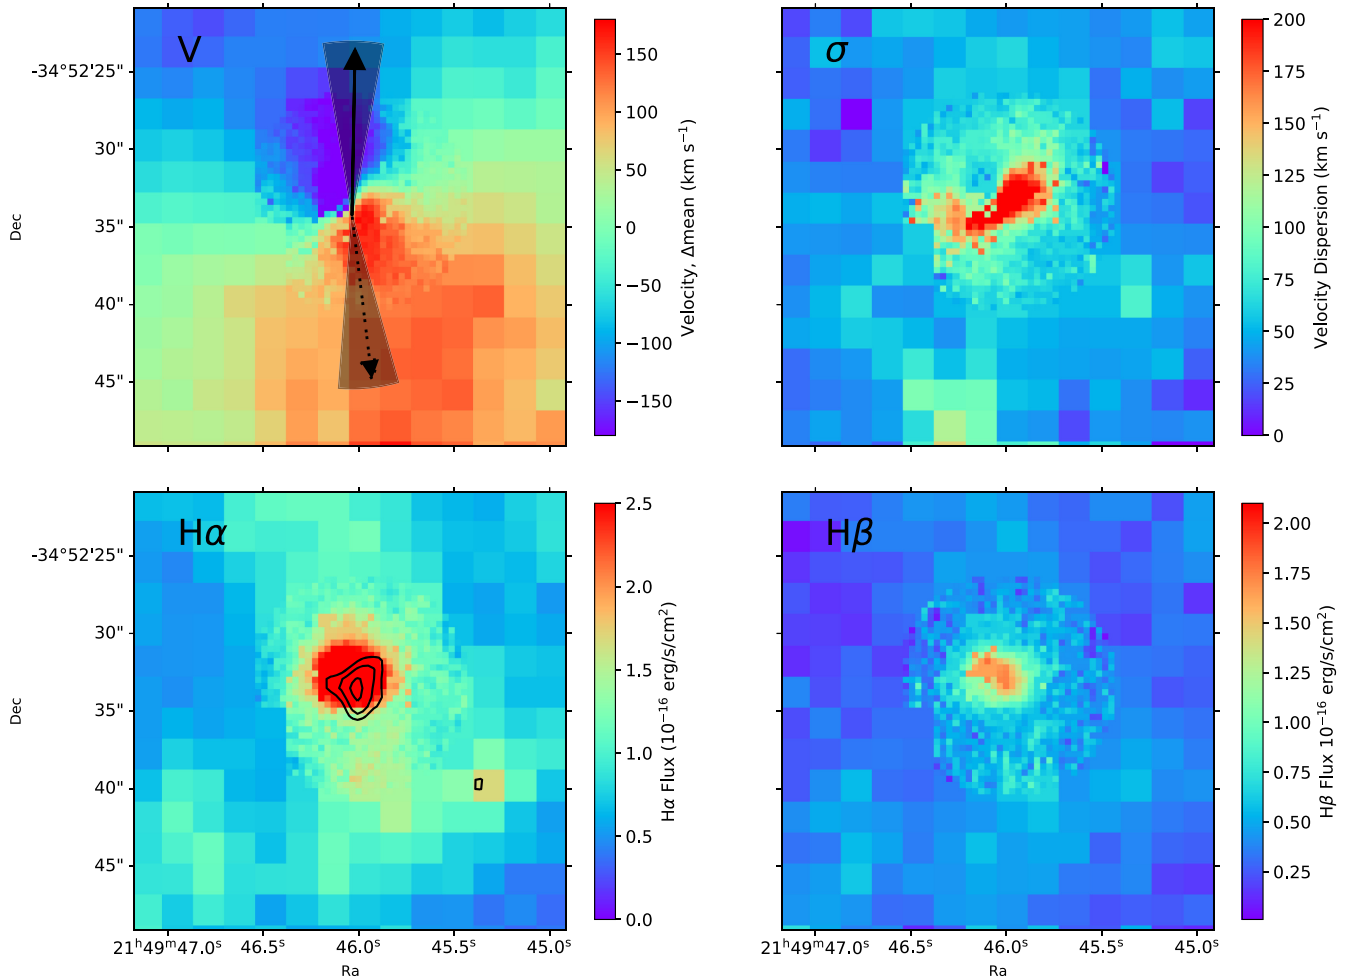 V
-34°52'25"
30"
35"
40"
45"
Dec
150
100
50
0
−50
−100
−150
Velocity, Δmean (km s⁻¹)
σ
200
175
150
125
100
75
50
25
0
Velocity Dispersion (km s⁻¹)
Hα
-34°52'25"
30"
35"
40"
45"
Dec
21ʰ49ᵐ47.0ˢ
46.5ˢ
46.0ˢ
45.5ˢ
45.0ˢ
Ra
2.5
2.0
1.5
1.0
0.5
0.0
Hα Flux (10⁻¹⁶ erg/s/cm²)
Hβ
21ʰ49ᵐ47.0ˢ
46.5ˢ
46.0ˢ
45.5ˢ
45.0ˢ
Ra
2.00
1.75
1.50
1.25
1.00
0.75
0.50
0.25
Hβ Flux 10⁻¹⁶ erg/s/cm²)